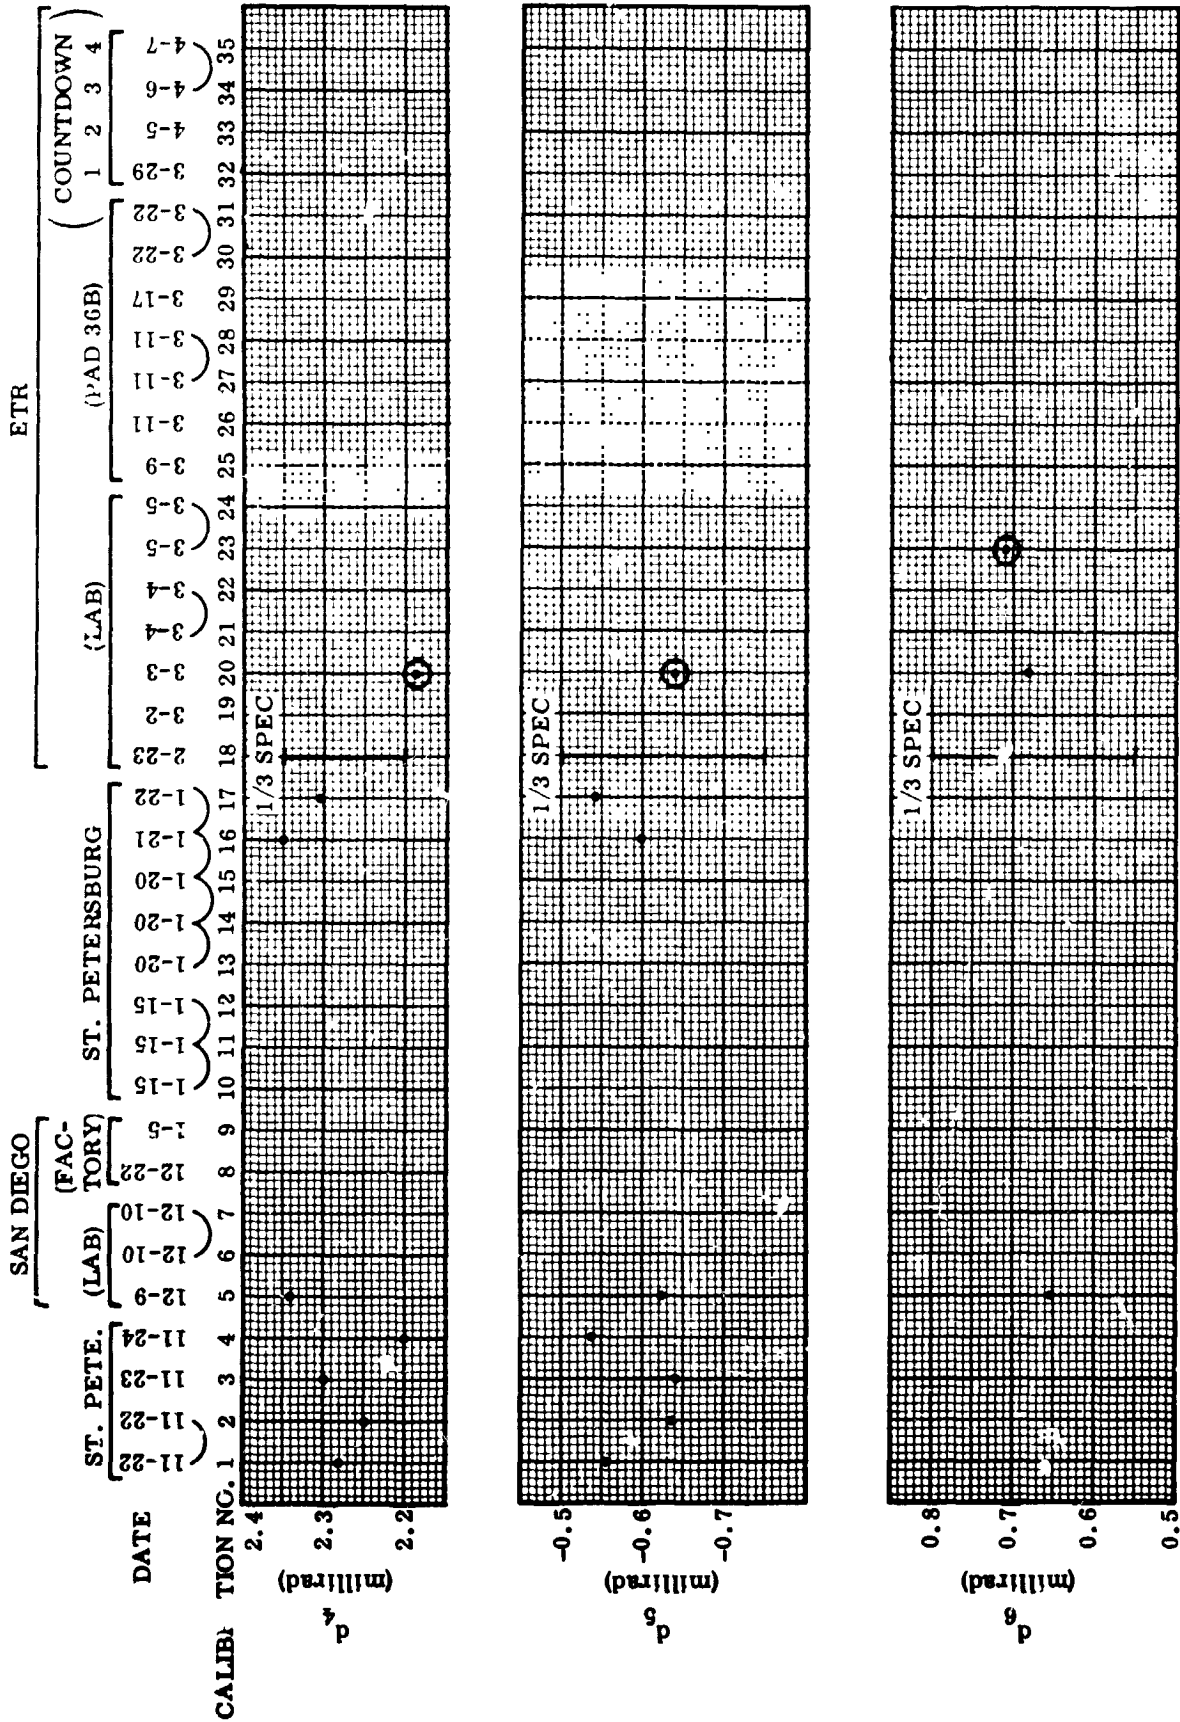 SAN DIEGO
ETR
ST. PETE.
(LAB)
(FAC-
TORY)
ST. PETERSBURG
(LAB)
(PAD 36B)
(COUNTDOWN)
1 2 3 4
DATE
11-22 11-22 11-23 11-24 12-9 12-10 12-10 12-22 1-5 1-15 1-15 1-15 1-20 1-20 1-20 1-21 1-22 2-23 3-2 3-3 3-4 3-4 3-5 3-5 3-9 3-11 3-11 3-11 3-17 3-22 3-22 3-29 4-5 4-6 4-7
CALIBI TION NO. 1 2 3 4 5 6 7 8 9 10 11 12 13 14 15 16 17 18 19 20 21 22 23 24 25 26 27 28 29 30 31 32 33 34 35
d4
(millirad)
2.4
2.3
2.2
1/3 SPEC
d5
(millirad)
-0.5
-0.6
-0.7
1/3 SPEC
d6
(millirad)
0.8
0.7
0.6
0.5
1/3 SPEC